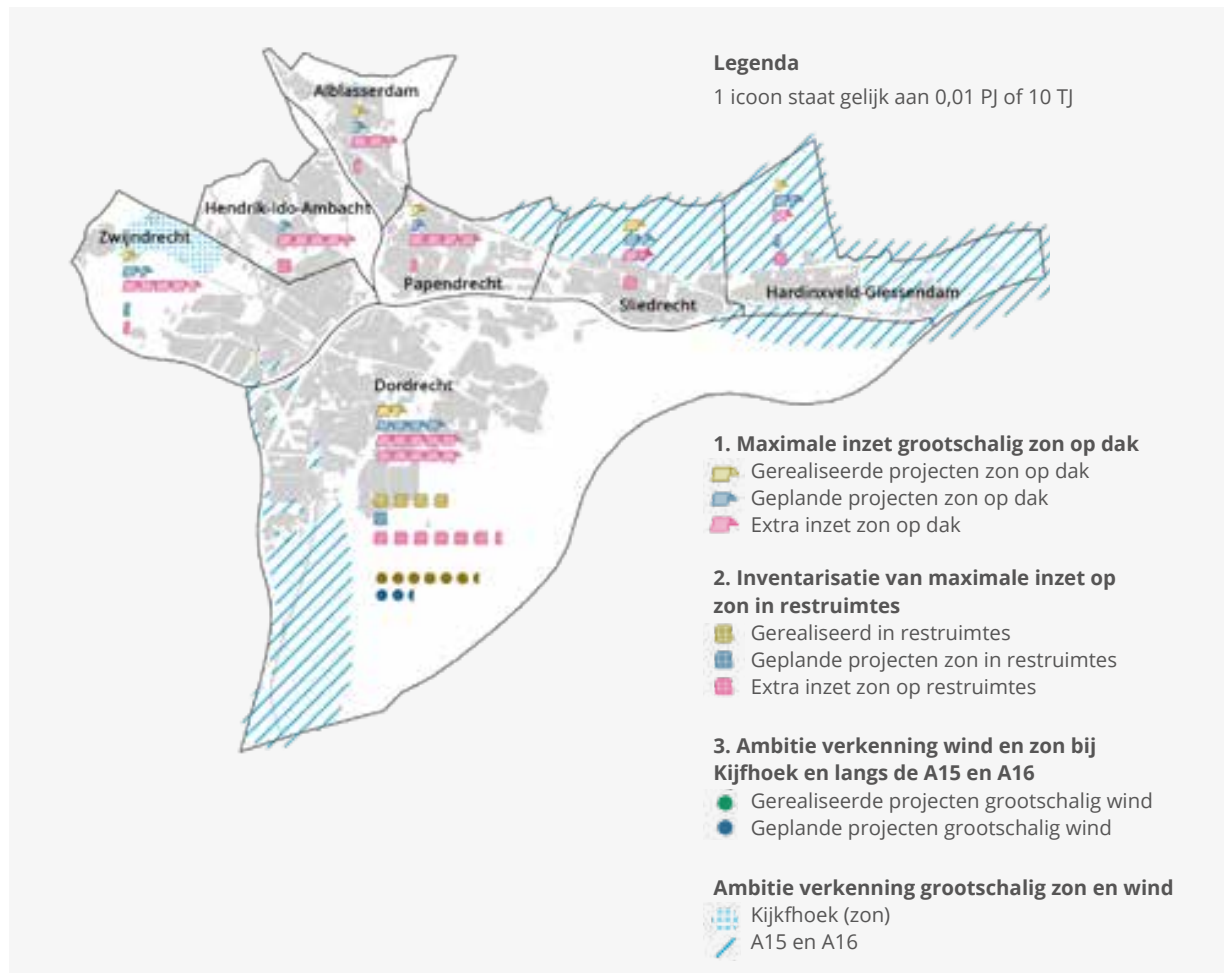 Legenda
1 icoon staat gelijk aan 0,01 PJ of 10 TJ
Alblasserdam
Hendrik-Ido-Ambacht
Zwijndrecht
Papendrecht
Sliedrecht
Hardinxveld-Giessendam
Dordrecht
1. Maximale inzet grootschalig zon op dak
Gerealiseerde projecten zon op dak
Geplande projecten zon op dak
Extra inzet zon op dak
2. Inventarisatie van maximale inzet op
zon in restruimtes
Gerealiseerd in restruimtes
Geplande projecten zon in restruimtes
Extra inzet zon op restruimtes
3. Ambitie verkenning wind en zon bij
Kijfhoek en langs de A15 en A16
Gerealiseerde projecten grootschalig wind
Geplande projecten grootschalig wind
Ambitie verkenning grootschalig zon en wind
Kijkfhoek (zon)
A15 en A16